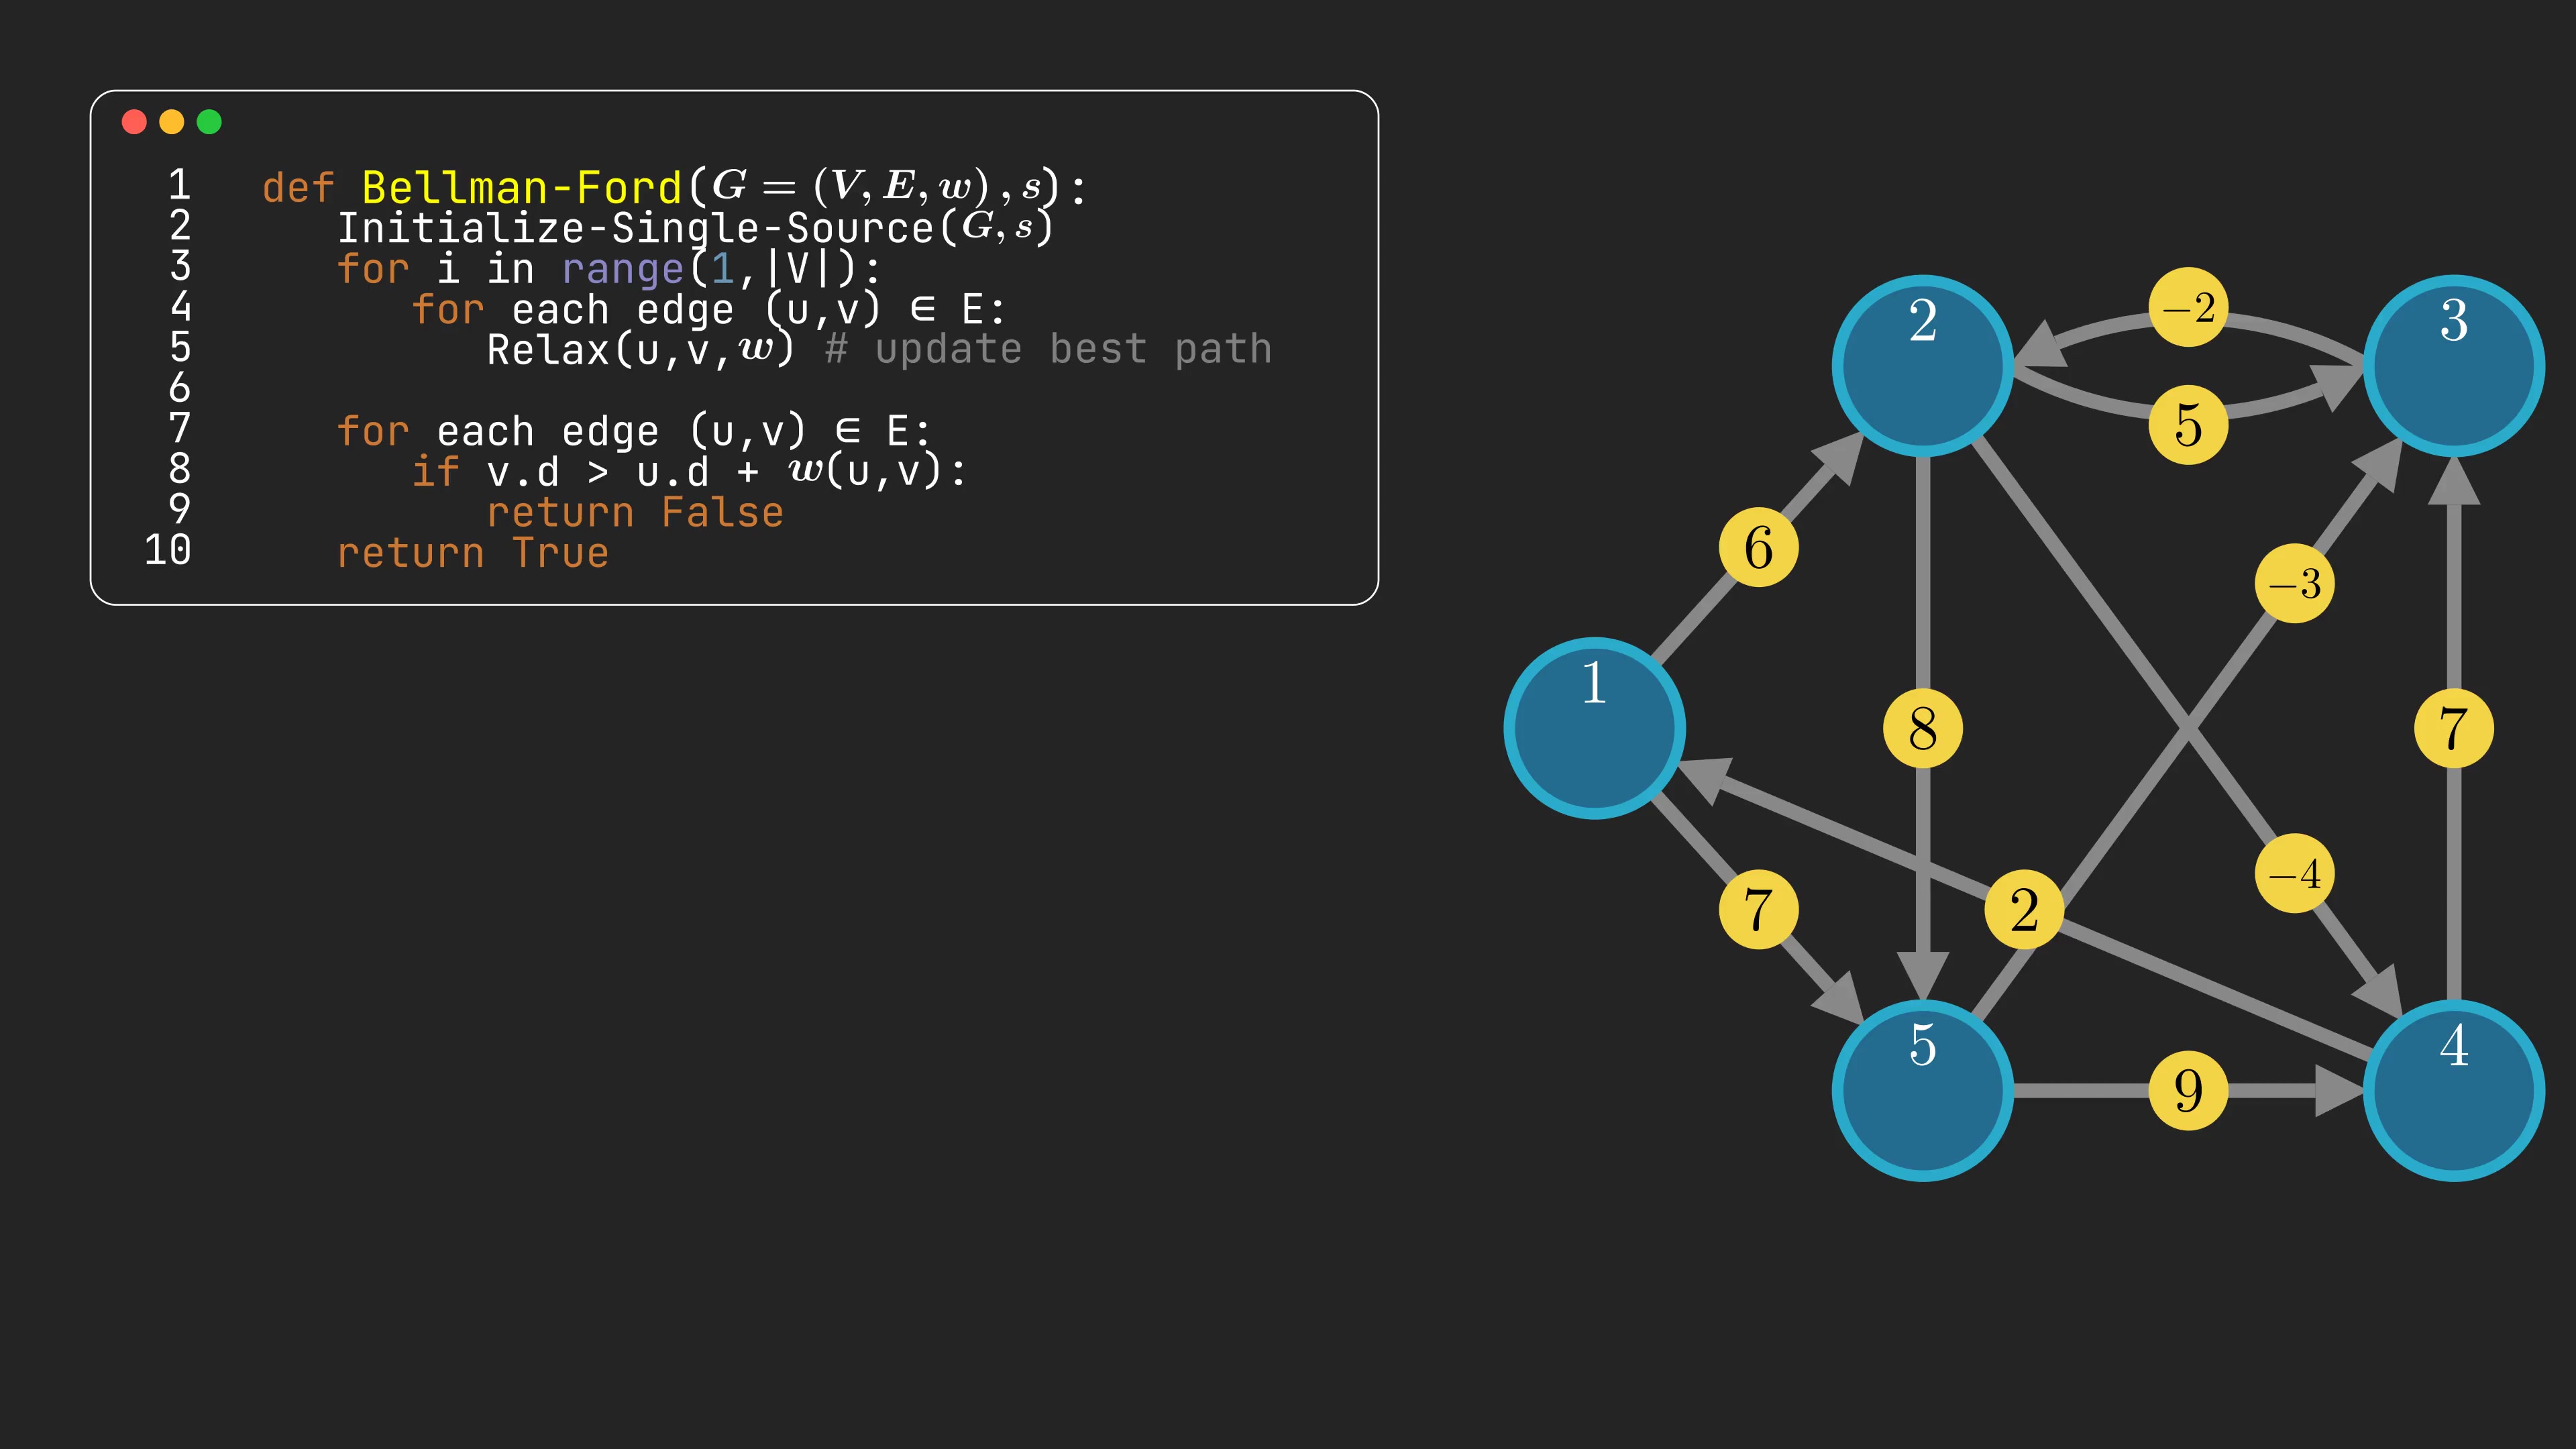 1 def Bellman-Ford(G = (V, E, w), s):
2 Initialize-Single-Source(G, s)
3 for i in range(1,|V|):
4 for each edge (u,v) ∈ E:
5 Relax(u,v,w) # update best path
6
7 for each edge (u,v) ∈ E:
8 if v.d > u.d + w(u,v):
9 return False
10 return True
−2
2
3
5
6
−3
1
8
7
−4
7
2
5
4
9